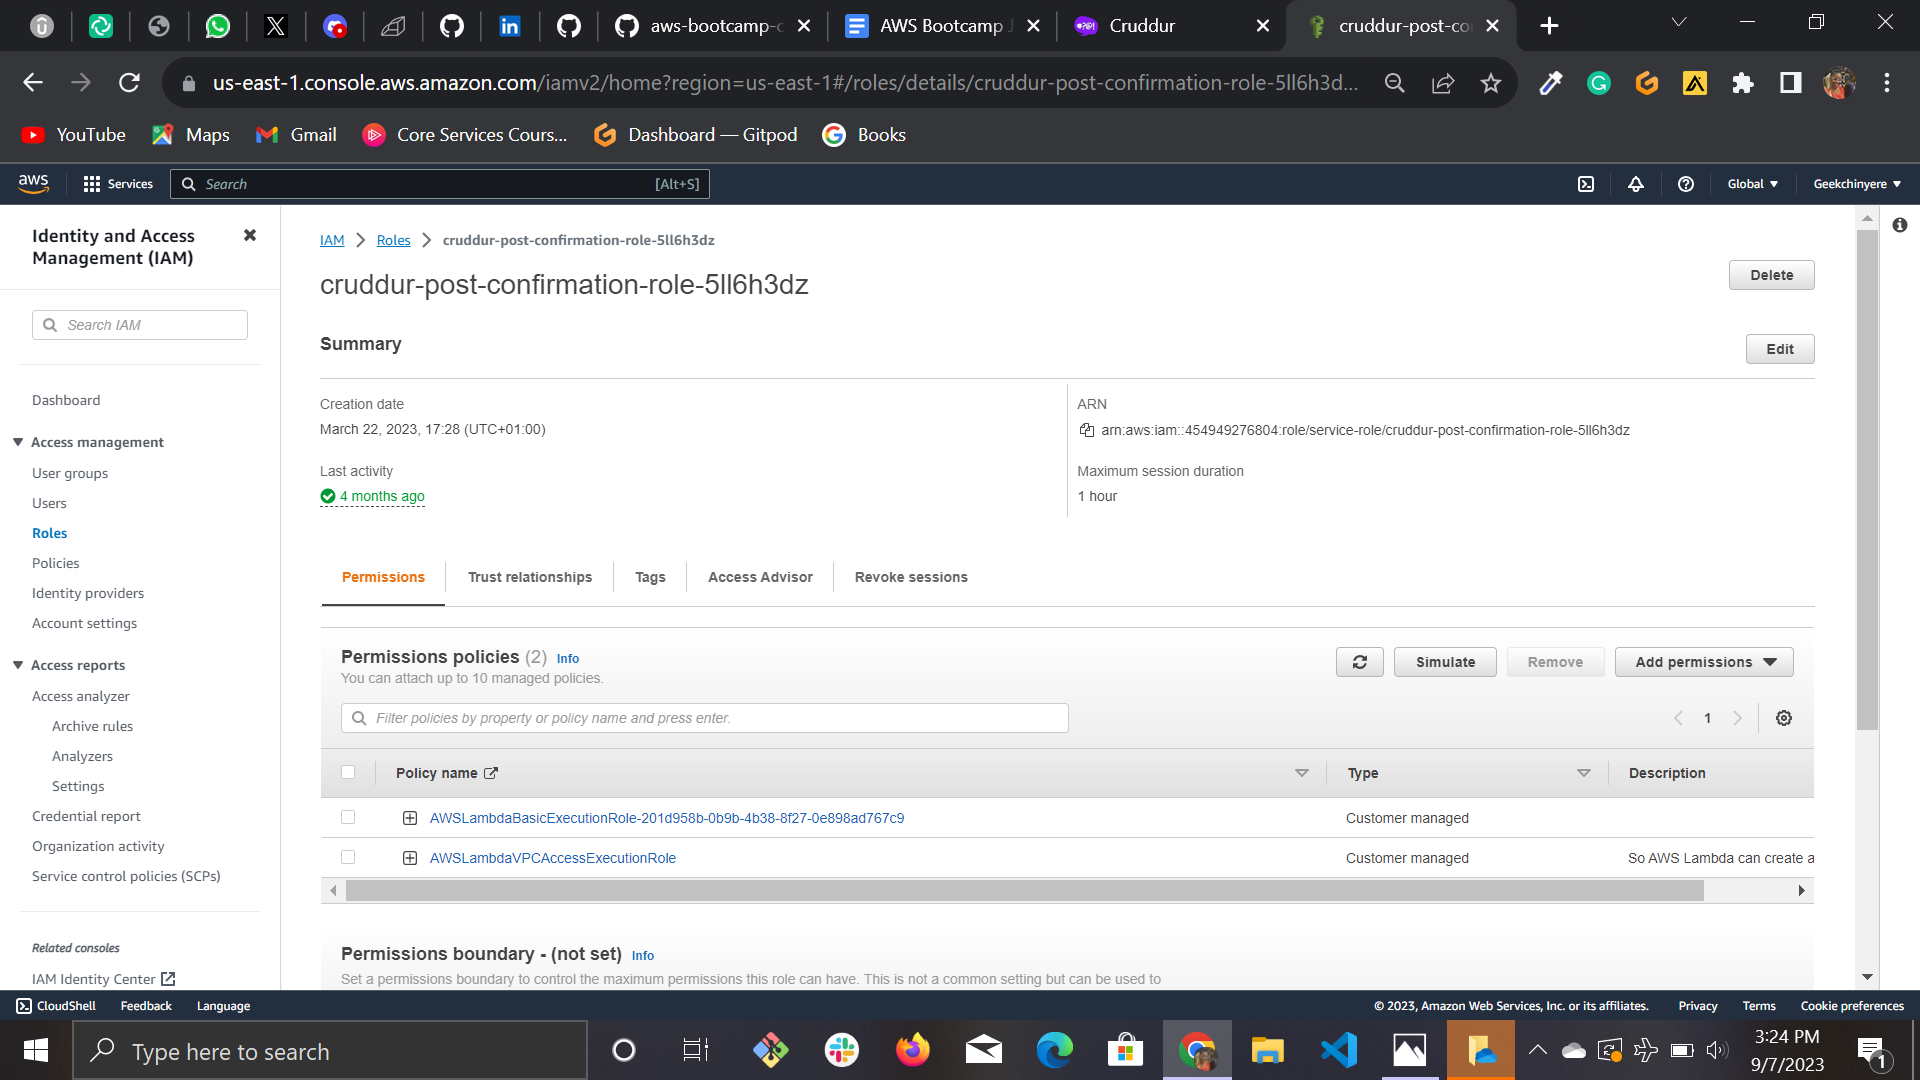 aws-bootcamp-c
AWS Bootcamp J
Cruddur
cruddur-post-co
us-east-1.console.aws.amazon.com/iamv2/home?region=us-east-1#/roles/details/cruddur-post-confirmation-role-5ll6h3d...
YouTube
Maps
Gmail
Core Services Cours...
Dashboard — Gitpod
Books
aws
Services
Search
[Alt+S]
Global
Geekchinyere
Identity and Access
Management (IAM)
Search IAM
Dashboard
Access management
User groups
Users
Roles
Policies
Identity providers
Account settings
Access reports
Access analyzer
Archive rules
Analyzers
Settings
Credential report
Organization activity
Service control policies (SCPs)
Related consoles
IAM Identity Center
IAM
Roles
cruddur-post-confirmation-role-5ll6h3dz
cruddur-post-confirmation-role-5ll6h3dz
Delete
Summary
Edit
Creation date
March 22, 2023, 17:28 (UTC+01:00)
ARN
arn:aws:iam::454949276804:role/service-role/cruddur-post-confirmation-role-5ll6h3dz
Last activity
4 months ago
Maximum session duration
1 hour
Permissions
Trust relationships
Tags
Access Advisor
Revoke sessions
Permissions policies (2) Info
You can attach up to 10 managed policies.
Simulate
Remove
Add permissions
Filter policies by property or policy name and press enter.
1
Policy name
Type
Description
AWSLambdaBasicExecutionRole-201d958b-0b9b-4b38-8f27-0e898ad767c9
Customer managed
AWSLambdaVPCAccessExecutionRole
Customer managed
So AWS Lambda can create a
Permissions boundary - (not set) Info
Set a permissions boundary to control the maximum permissions this role can have. This is not a common setting but can be used to
CloudShell
Feedback
Language
© 2023, Amazon Web Services, Inc. or its affiliates.
Privacy
Terms
Cookie preferences
Type here to search
3:24 PM
9/7/2023
1